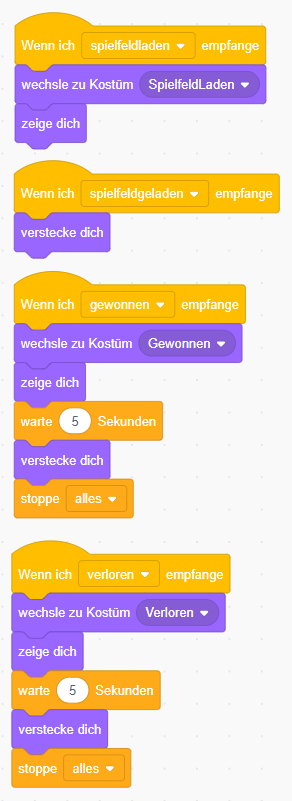 Wenn ich spielfeldladen empfange
wechsle zu Kostüm SpielfeldLaden
zeige dich
Wenn ich spielfeldgeladen empfange
verstecke dich
Wenn ich gewonnen empfange
wechsle zu Kostüm Gewonnen
zeige dich
warte 5 Sekunden
verstecke dich
stoppe alles
Wenn ich verloren empfange
wechsle zu Kostüm Verloren
zeige dich
warte 5 Sekunden
verstecke dich
stoppe alles